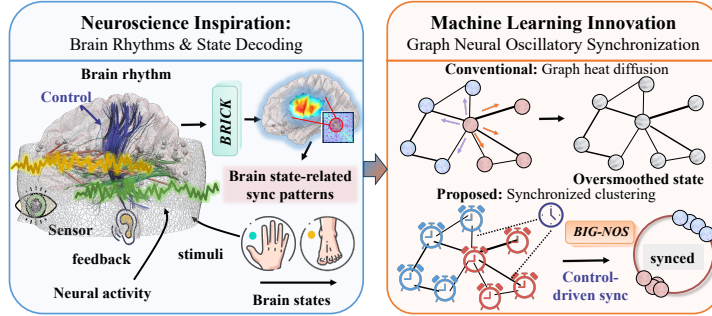 Neuroscience Inspiration:
Brain Rhythms & State Decoding
Brain rhythm
Control
BRICK
Brain state-related
sync patterns
Sensor
feedback
stimuli
Neural activity
Brain states
Machine Learning Innovation
Graph Neural Oscillatory Synchronization
Conventional: Graph heat diffusion
Oversmoothed state
Proposed: Synchronized clustering
BIG-NOS
synced
Control-
driven sync